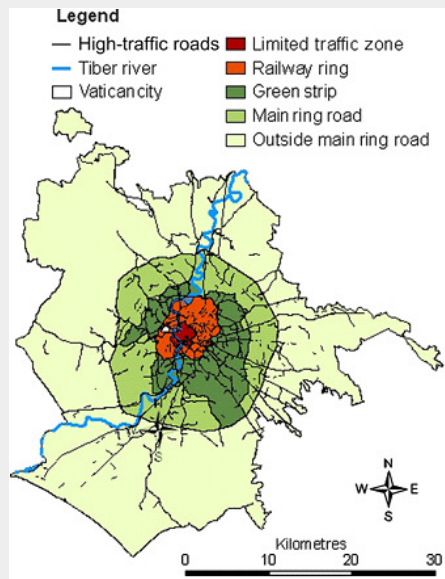 Legend
High-traffic roads
Tiber river
Vaticancity
Limited traffic zone
Railway ring
Green strip
Main ring road
Outside main ring road
N
W E
S
Kilometres
0 10 20 30